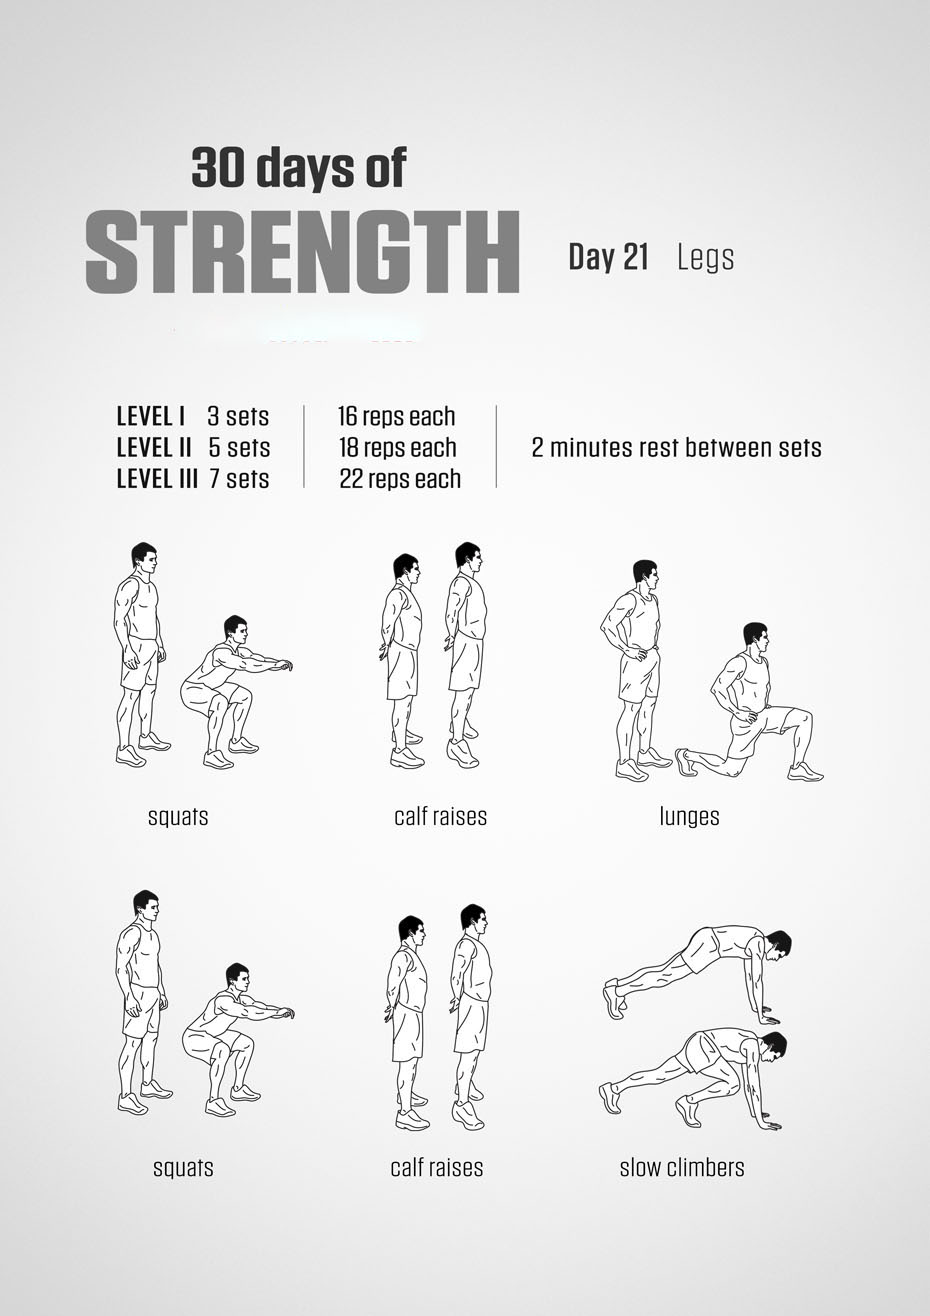 30 days of
STRENGTH
Day 21 Legs
LEVEL I 3 sets 16 reps each
LEVEL II 5 sets 18 reps each 2 minutes rest between sets
LEVEL III 7 sets 22 reps each
squats calf raises lunges
squats calf raises slow climbers